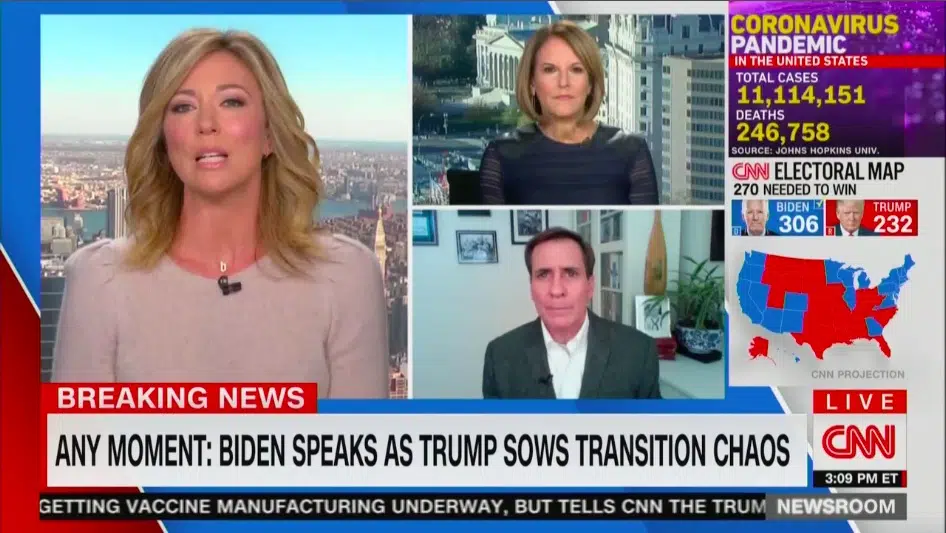 CORONAVIRUS
PANDEMIC
IN THE UNITED STATES
TOTAL CASES
11,114,151
DEATHS
246,758
SOURCE: JOHNS HOPKINS UNIV.
CNN ELECTORAL MAP
270 NEEDED TO WIN
BIDEN
306
TRUMP
232
CNN PROJECTION
BREAKING NEWS
ANY MOMENT: BIDEN SPEAKS AS TRUMP SOWS TRANSITION CHAOS
LIVE
CNN
3:09 PM ET
GETTING VACCINE MANUFACTURING UNDERWAY, BUT TELLS CNN THE TRUM
NEWSROOM